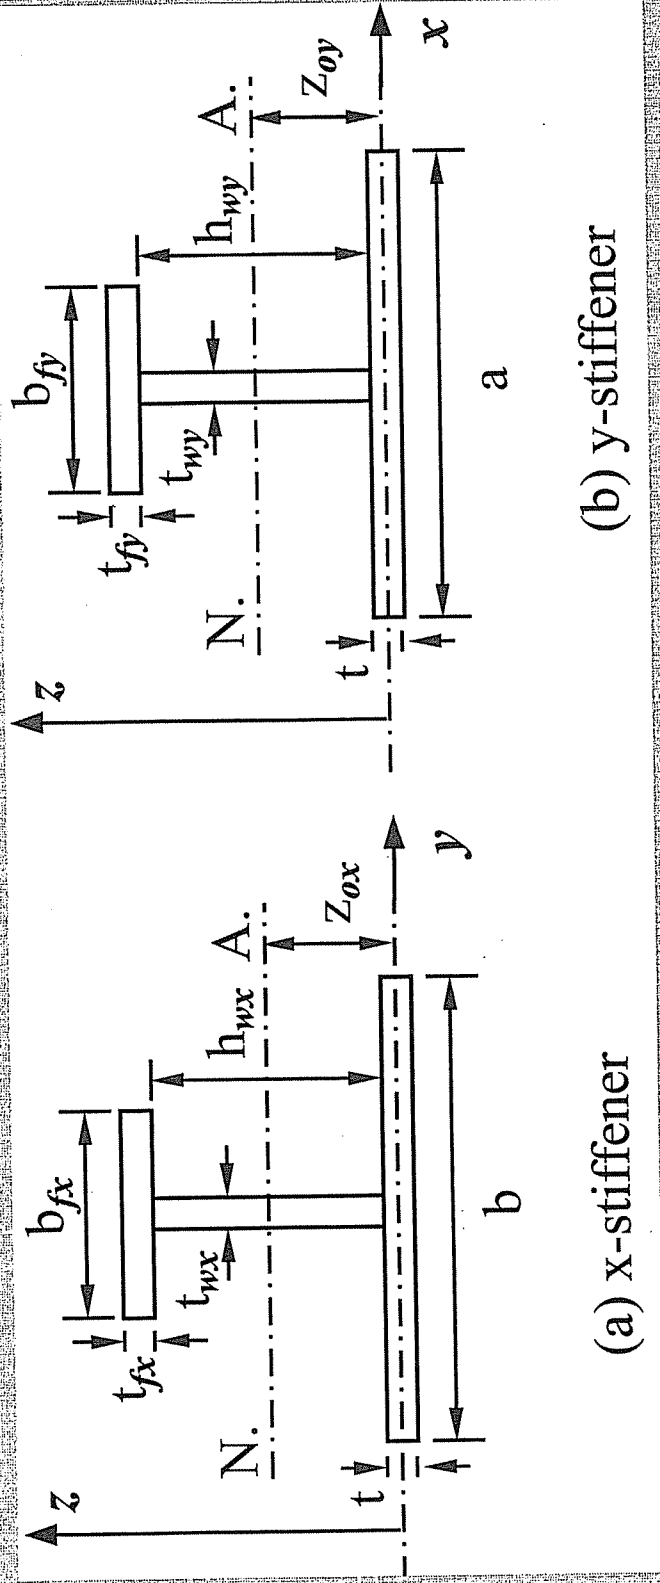 z
t_fx
b_fx
t_wx
h_wx
N.
A.
z_ox
t
y
b
(a) x-stiffener
z
t_fy
b_fy
t_wy
h_wy
N.
A.
z_oy
t
x
a
(b) y-stiffener